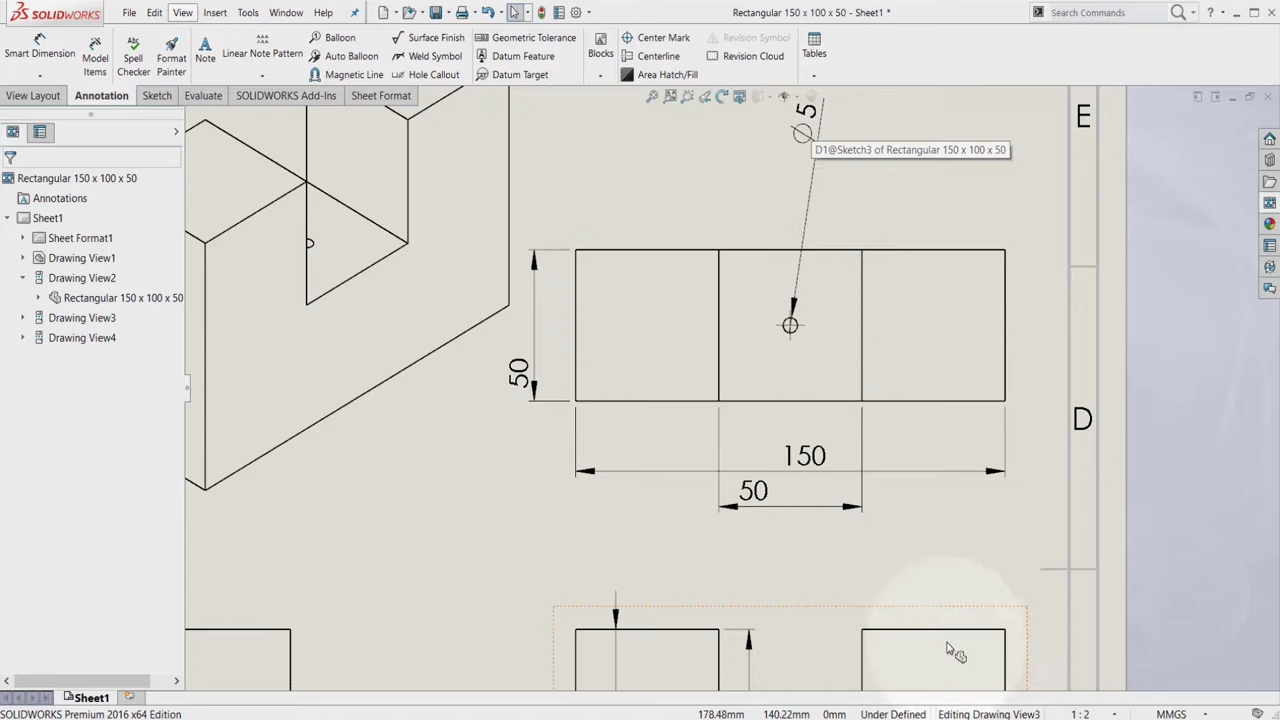 SOLIDWORKS File Edit View Insert Tools Window Help Rectangular 150 x 100 x 50 - Sheet1 * Search Commands ?
Smart Dimension Model Items Spell Checker Format Painter Note Linear Note Pattern Balloon Surface Finish Geometric Tolerance Blocks Center Mark Revision Symbol Tables
Auto Balloon Weld Symbol Datum Feature Centerline Revision Cloud
Magnetic Line Hole Callout Datum Target Area Hatch/Fill
View Layout Annotation Sketch Evaluate SOLIDWORKS Add-Ins Sheet Format
Rectangular 150 x 100 x 50
Annotations
Sheet1
Sheet Format1
Drawing View1
Drawing View2
Rectangular 150 x 100 x 50
Drawing View3
Drawing View4
∅ 5
D1@Sketch3 of Rectangular 150 x 100 x 50
E
50
D
150
50
Sheet1
SOLIDWORKS Premium 2016 x64 Edition 178.48mm 140.22mm 0mm Under Defined Editing Drawing View3 1 : 2 MMGS